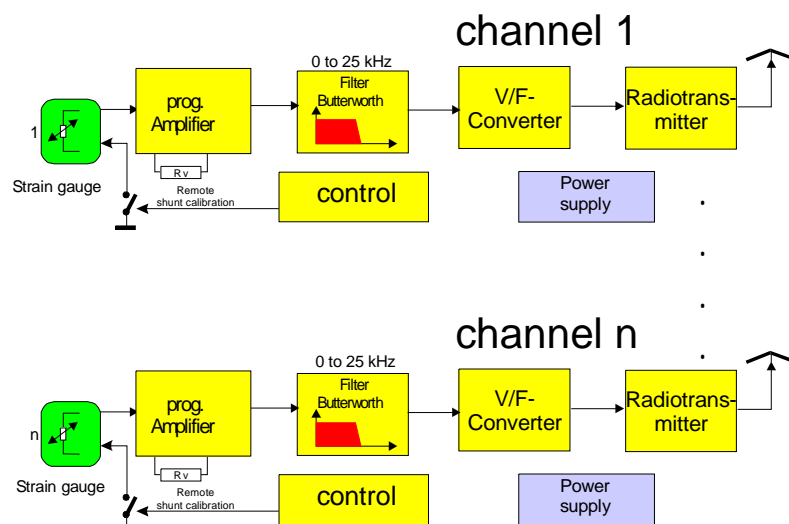 channel 1
0 to 25 kHz
Filter
Butterworth
prog.
Amplifier
V/F-
Converter
Radiotrans-
mitter
1
Strain gauge
Rv
Remote
shunt calibration
control
Power
supply
channel n
0 to 25 kHz
Filter
Butterworth
prog.
Amplifier
V/F-
Converter
Radiotrans-
mitter
n
Strain gauge
Rv
Remote
shunt calibration
control
Power
supply